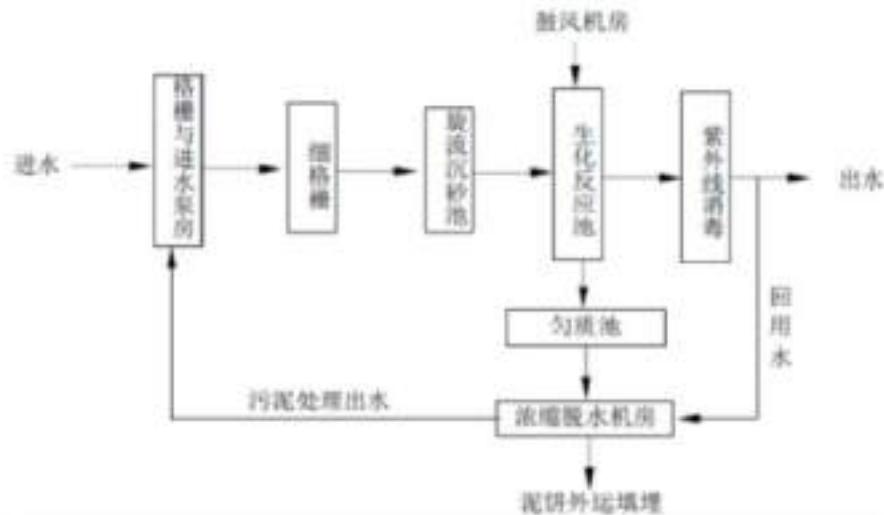 鼓风机房
进水
格栅与进水泵房
细格栅
旋流沉砂池
生化反应池
紫外线消毒
出水
回用水
匀质池
污泥处理出水
浓缩脱水机房
泥饼外运填埋